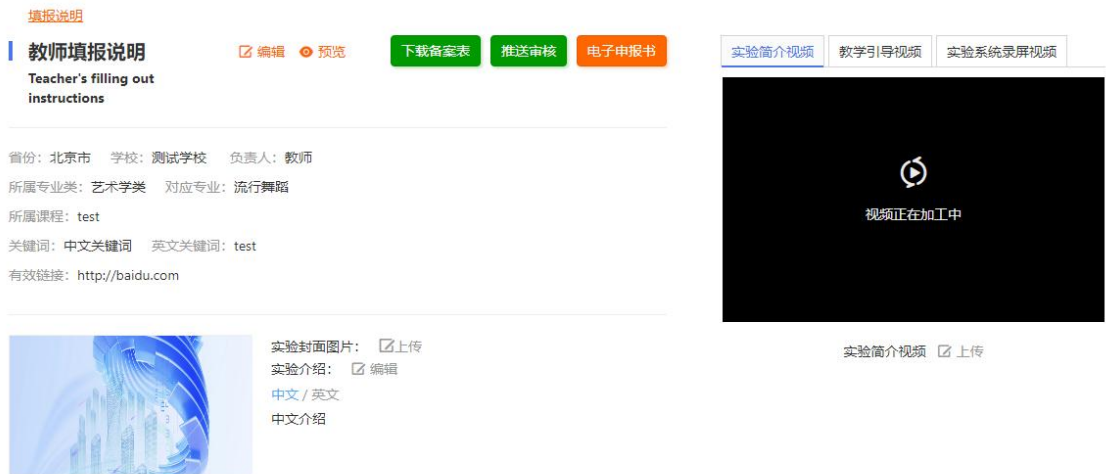 填报说明
教师填报说明
编辑 预览
下载备案表 推送审核 电子申报书
Teacher's filling out
instructions
省份：北京市 学校：测试学校 负责人：教师
所属专业类：艺术学类 对应专业：流行舞蹈
所属课程：test
关键词：中文关键词 英文关键词：test
有效链接：http://baidu.com
实验封面图片： 上传
实验介绍： 编辑
中文 / 英文
中文介绍
实验简介视频 教学引导视频 实验系统录屏视频
视频正在加工中
实验简介视频 上传